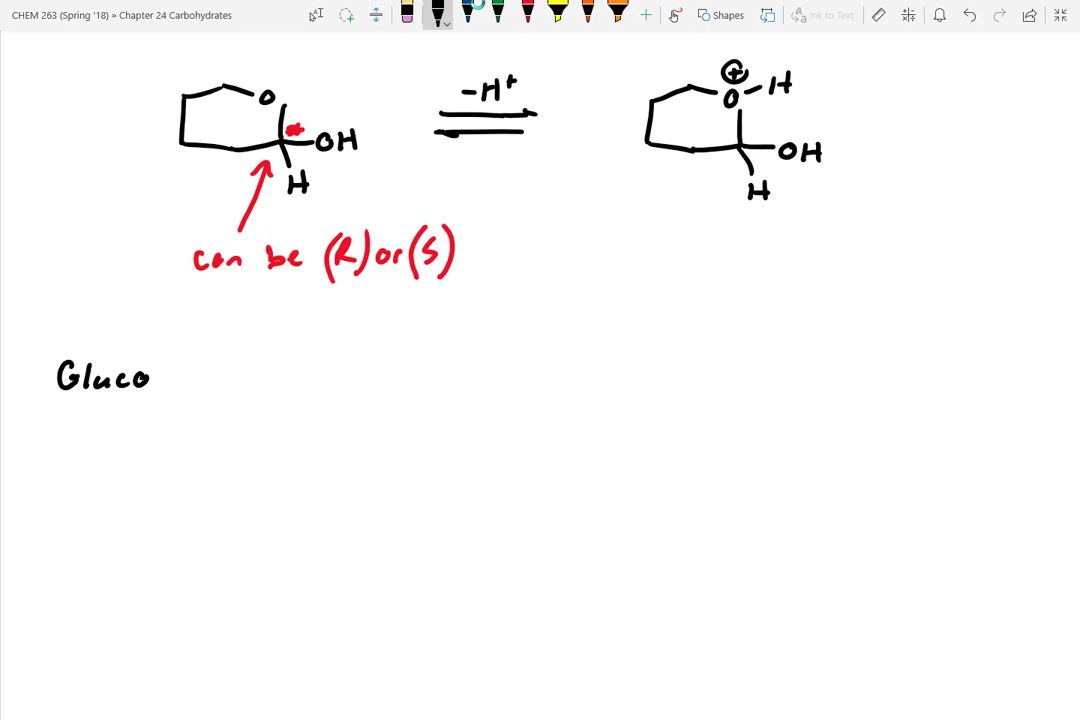 CHEM 263 (Spring '18) » Chapter 24 Carbohydrates
Shapes
Ink to Text
O
OH
H
-H+
+
O-H
OH
H
can be (R) or (S)
Gluco